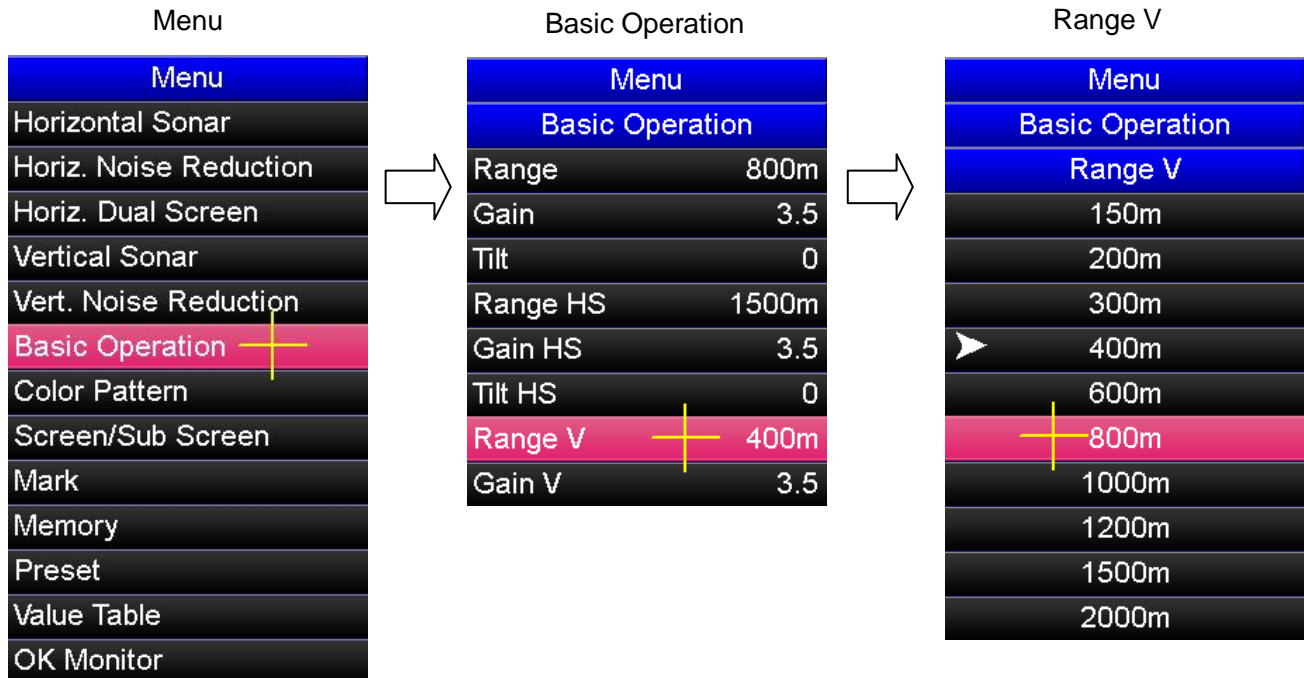 Menu
Menu
Horizontal Sonar
Horiz. Noise Reduction
Horiz. Dual Screen
Vertical Sonar
Vert. Noise Reduction
Basic Operation
Color Pattern
Screen/Sub Screen
Mark
Memory
Preset
Value Table
OK Monitor
Basic Operation
Menu
Basic Operation
Range 800m
Gain 3.5
Tilt 0
Range HS 1500m
Gain HS 3.5
Tilt HS 0
Range V 400m
Gain V 3.5
Range V
Menu
Basic Operation
Range V
150m
200m
300m
400m
600m
800m
1000m
1200m
1500m
2000m